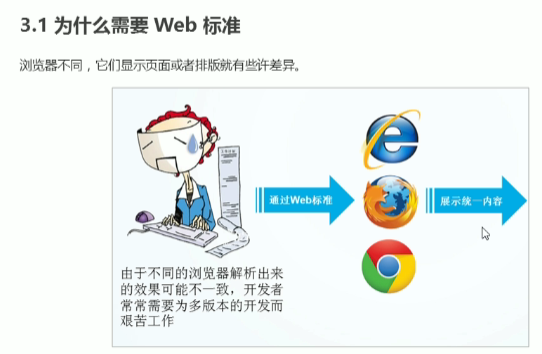 3.1 为什么需要 Web 标准
浏览器不同，它们显示页面或者排版就有些许差异。
通过Web标准
展示统一内容
由于不同的浏览器解析出来
的效果可能不一致，开发者
常常需要为多版本的开发而
艰苦工作